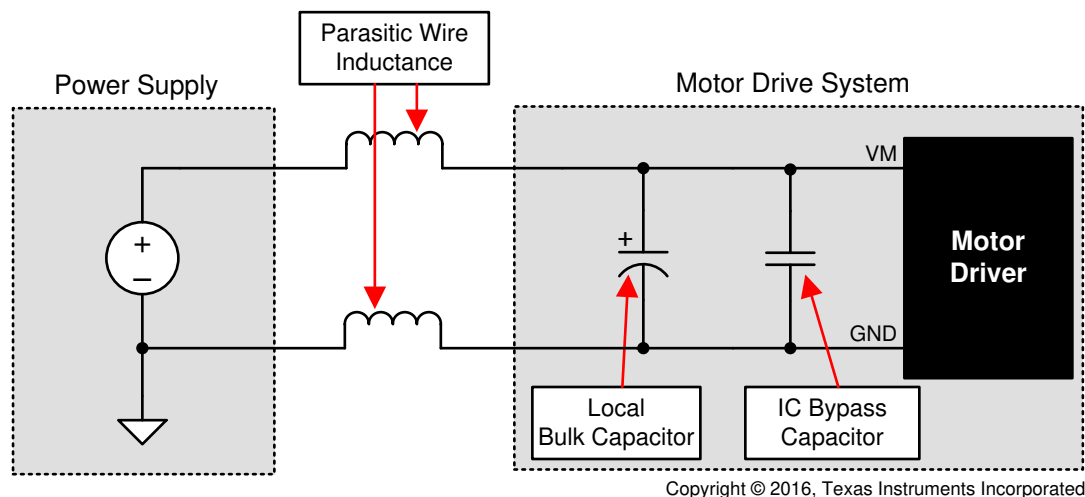 Parasitic Wire
Inductance
Power Supply
Motor Drive System
VM
+
–
+
Motor
Driver
GND
Local
Bulk Capacitor
IC Bypass
Capacitor
Copyright © 2016, Texas Instruments Incorporated